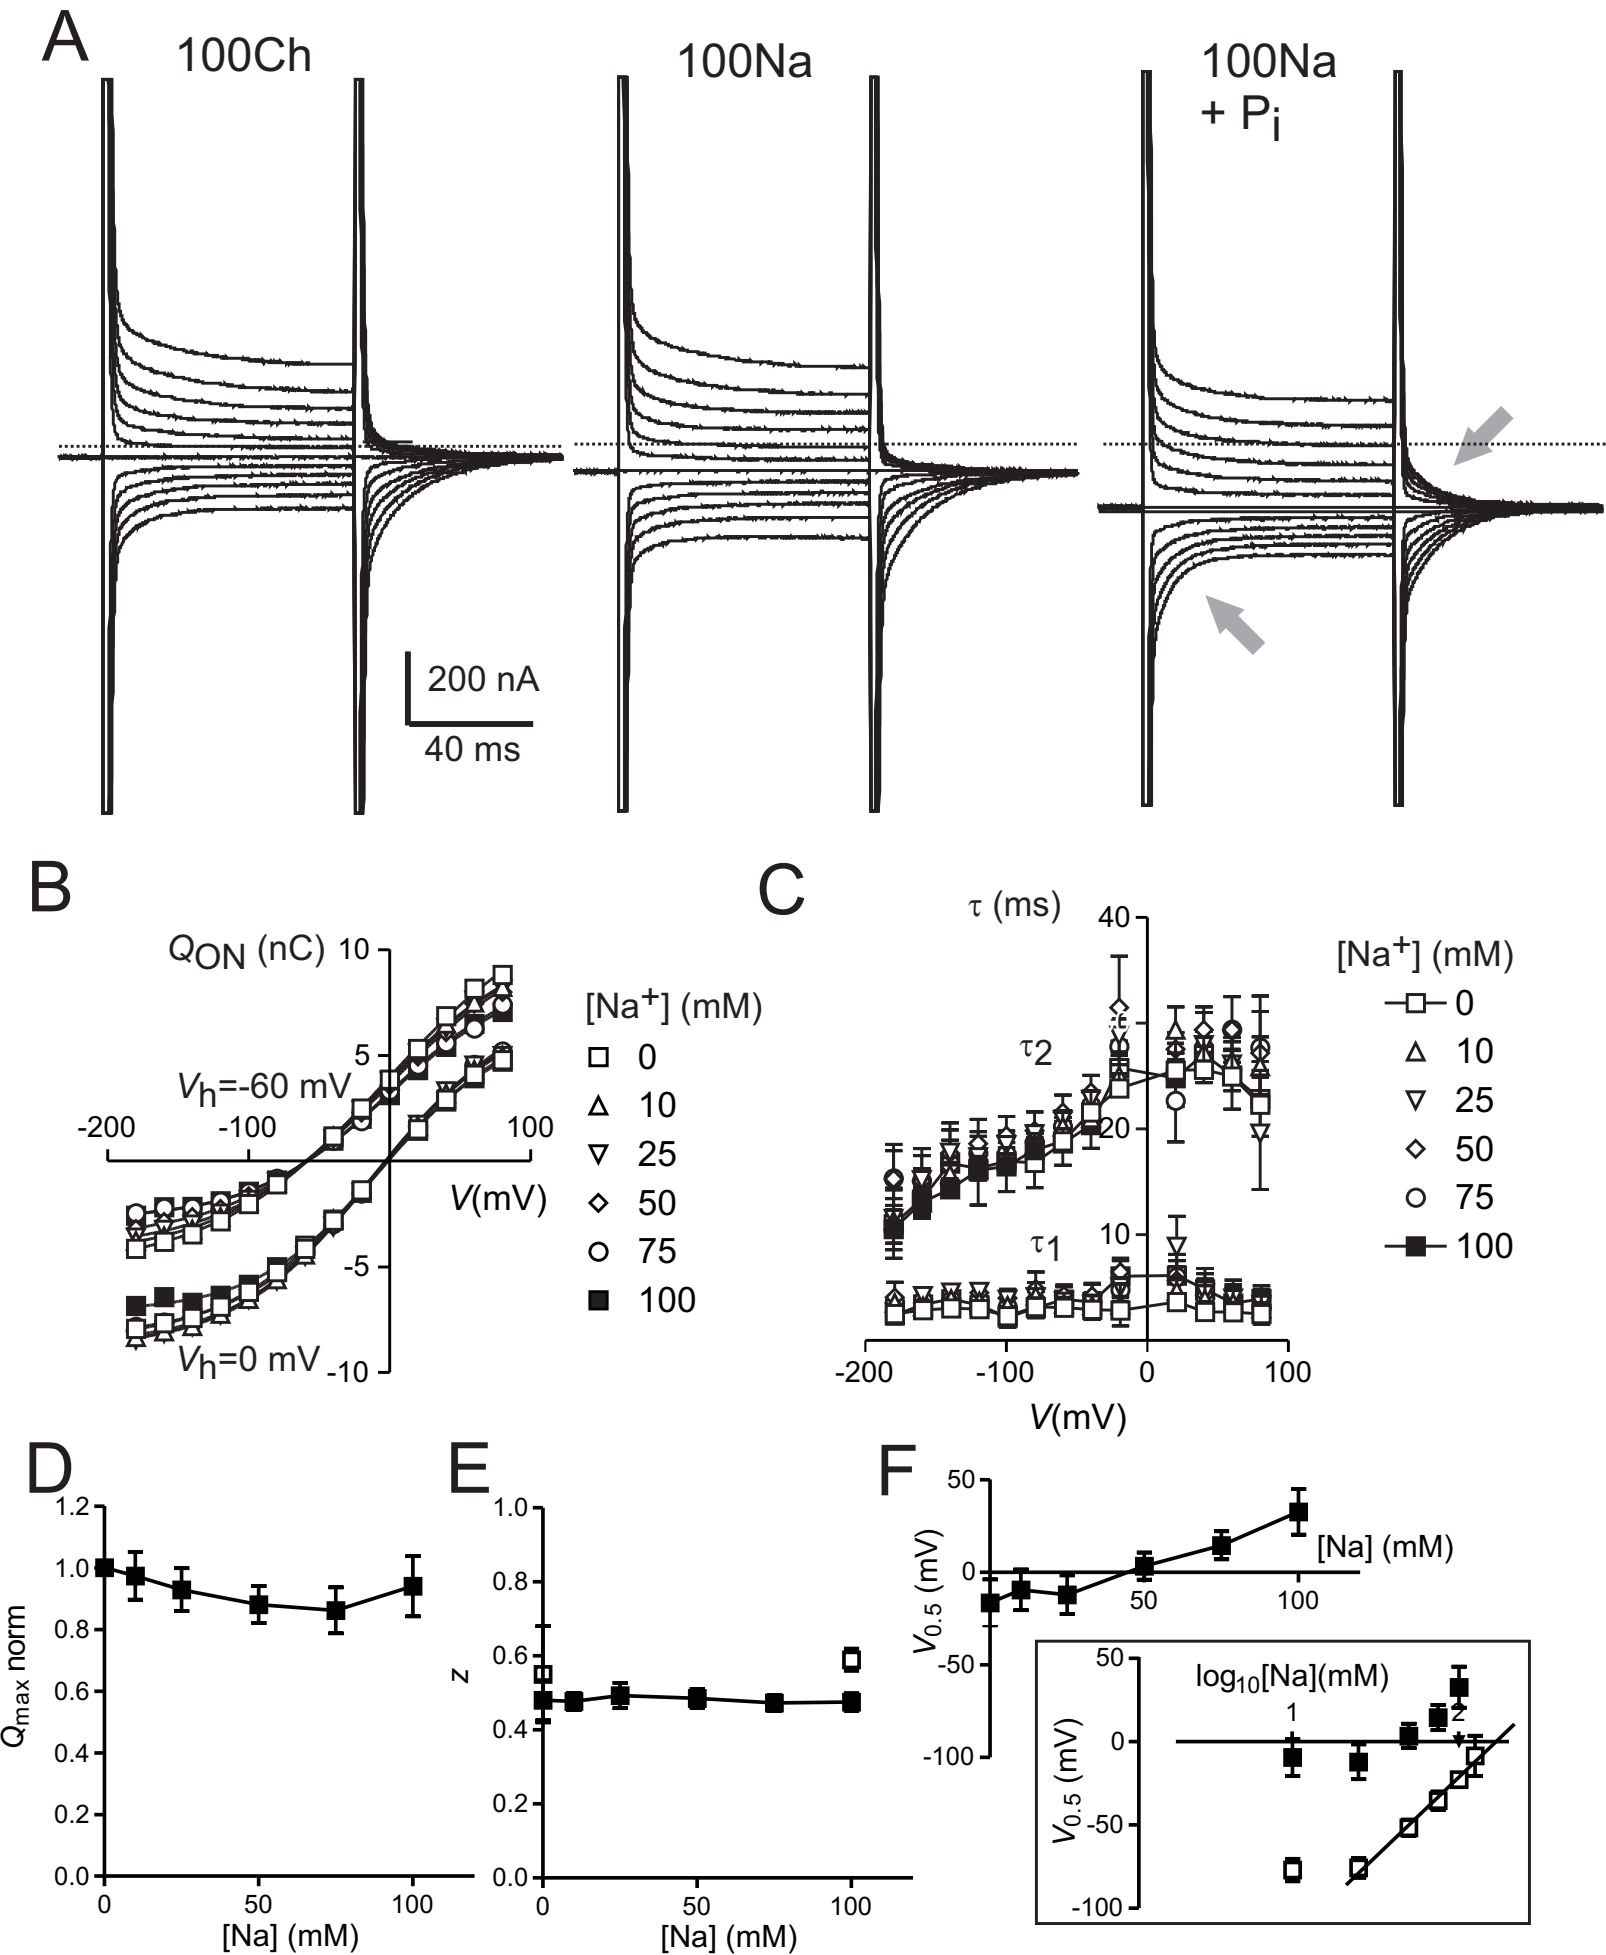 A
100Ch
100Na
100Na
+ Pi
200 nA
40 ms
B
QON (nC)
10
5
-5
-10
Vh=-60 mV
-200
-100
100
V(mV)
Vh=0 mV
[Na+] (mM)
0
10
25
50
75
100
C
τ (ms)
40
20
10
τ2
τ1
-200
-100
0
100
V(mV)
[Na+] (mM)
0
10
25
50
75
100
D
1.2
1.0
0.8
0.6
0.4
0.2
0.0
Qmax norm
0
50
100
[Na] (mM)
E
1.0
0.8
0.6
0.4
0.2
0.0
z
0
50
100
[Na] (mM)
F
50
0
-50
-100
V0.5 (mV)
50
100
[Na] (mM)
50
0
-50
-100
V0.5 (mV)
log10[Na](mM)
1
2